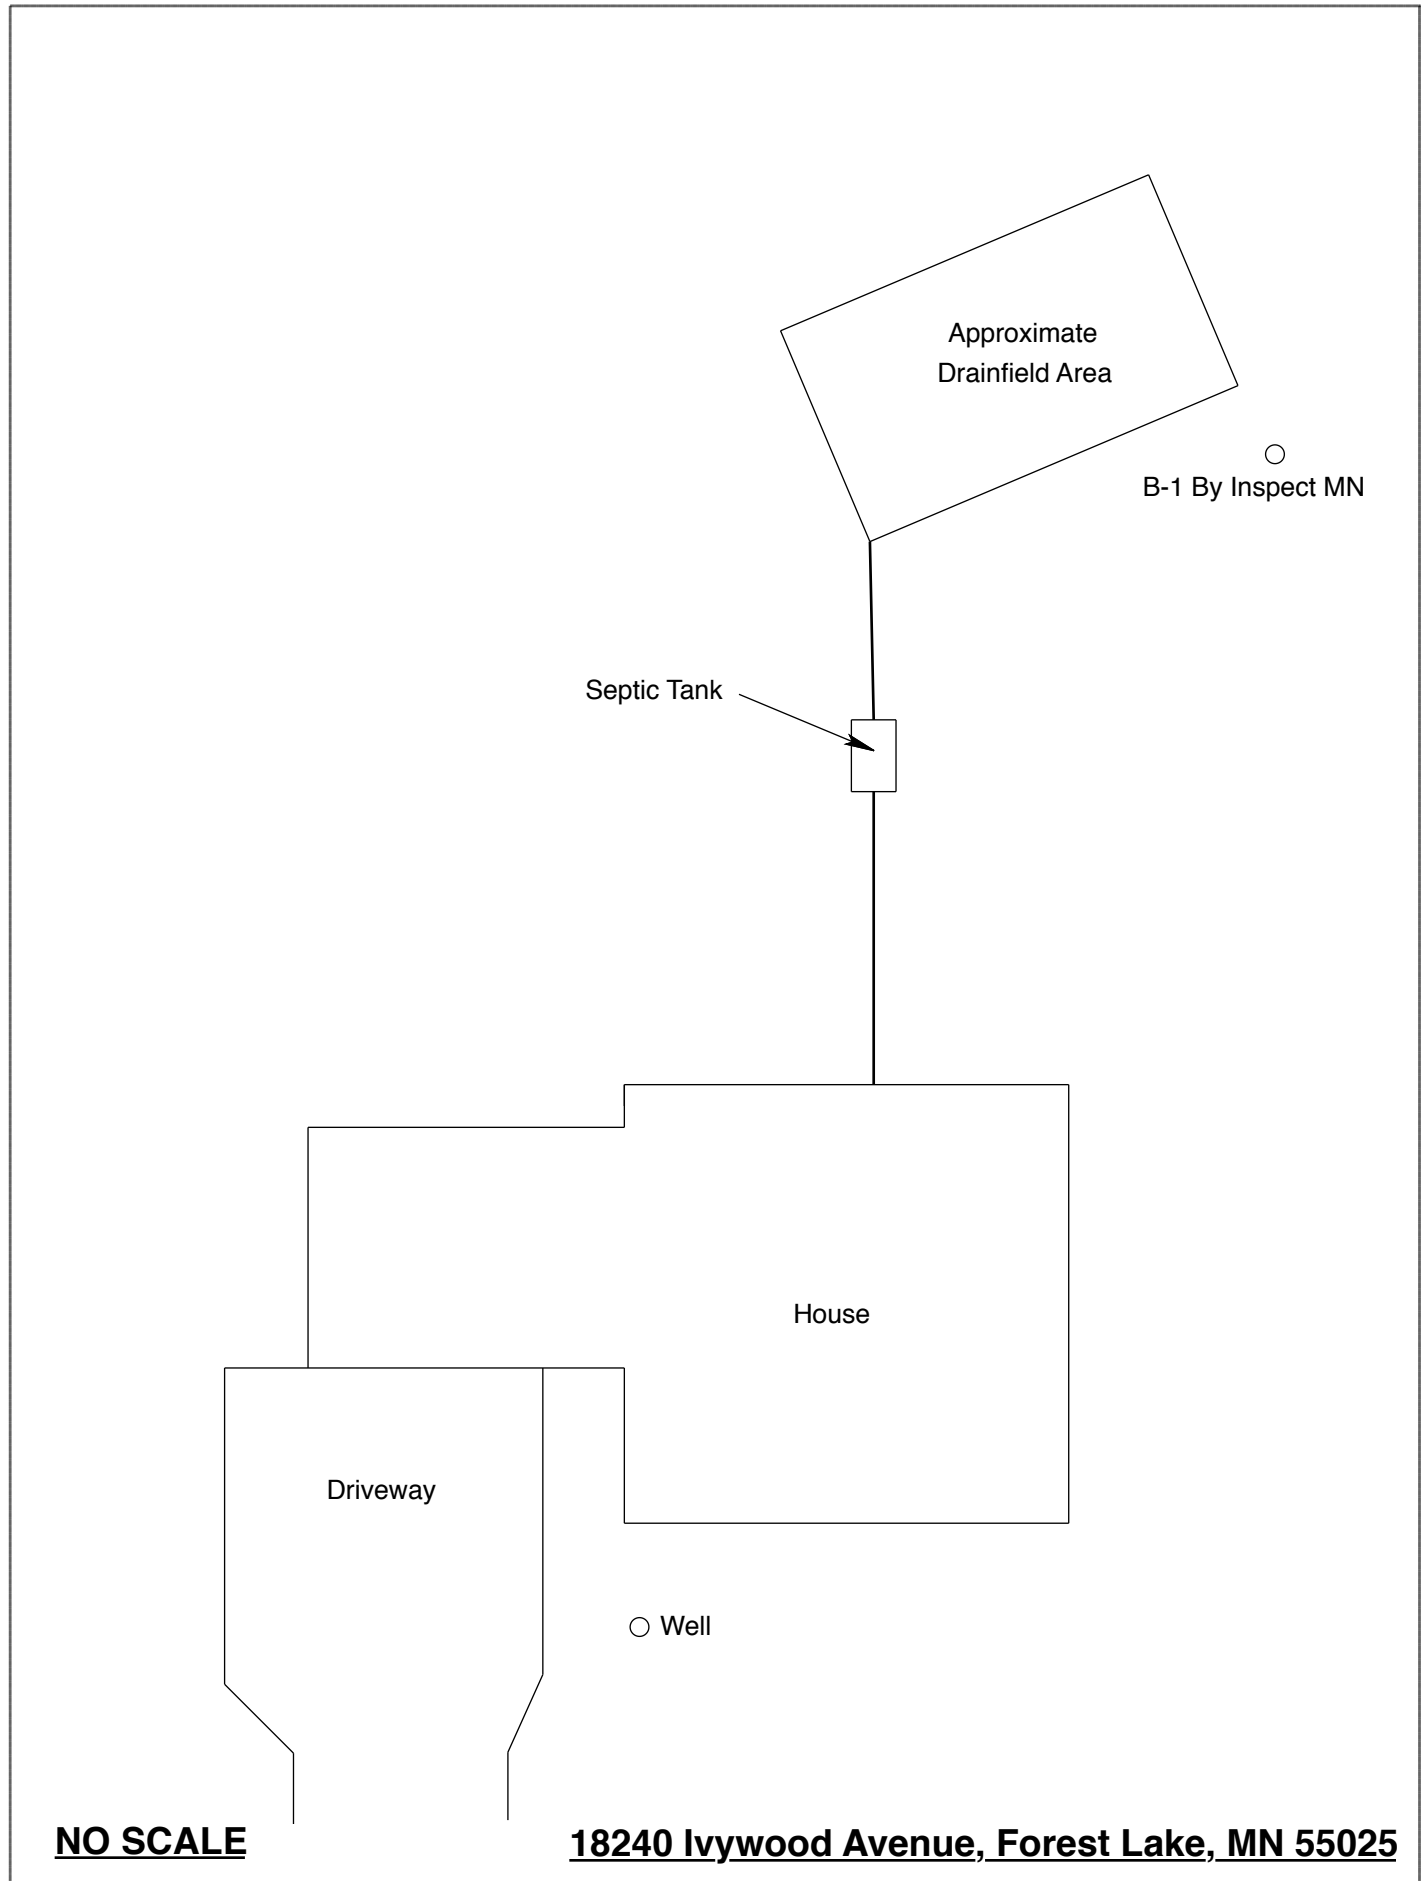 Approximate
Drainfield Area
B-1 By Inspect MN
Septic Tank
House
Driveway
Well
NO SCALE
18240 Ivywood Avenue, Forest Lake, MN 55025